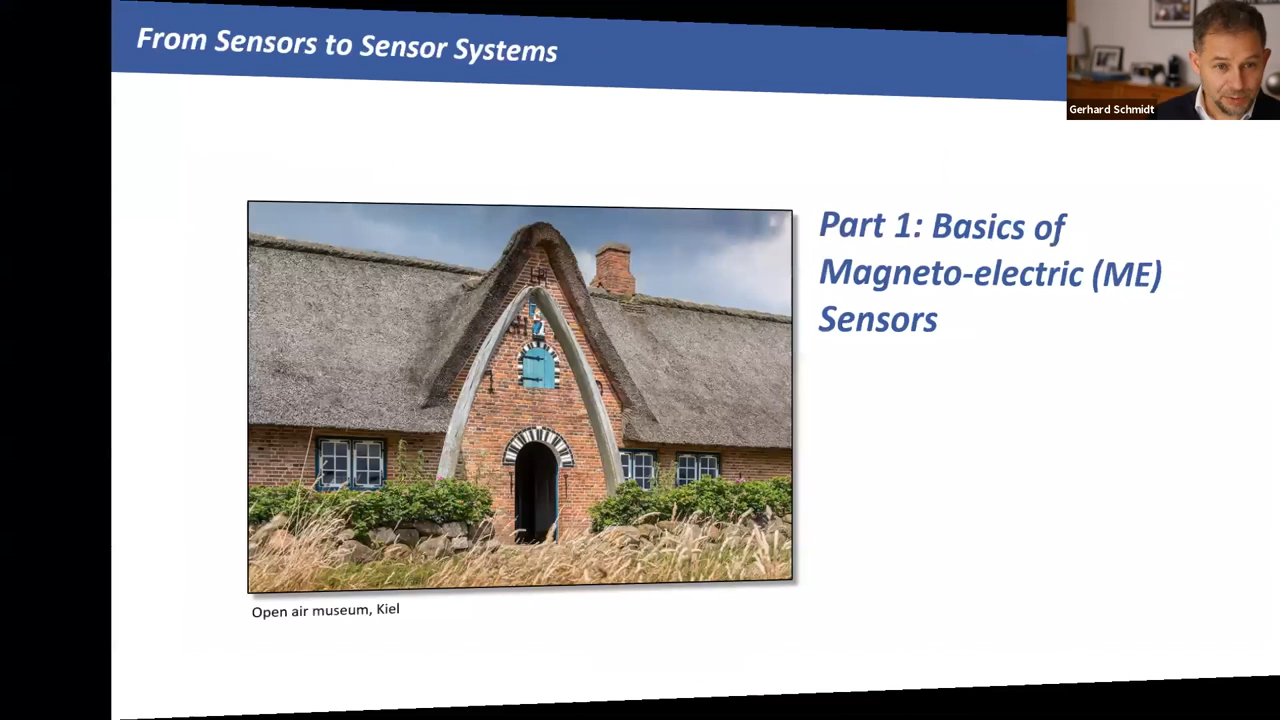 From Sensors to Sensor Systems
Gerhard Schmidt
Part 1: Basics of
Magneto-electric (ME)
Sensors
Open air museum, Kiel